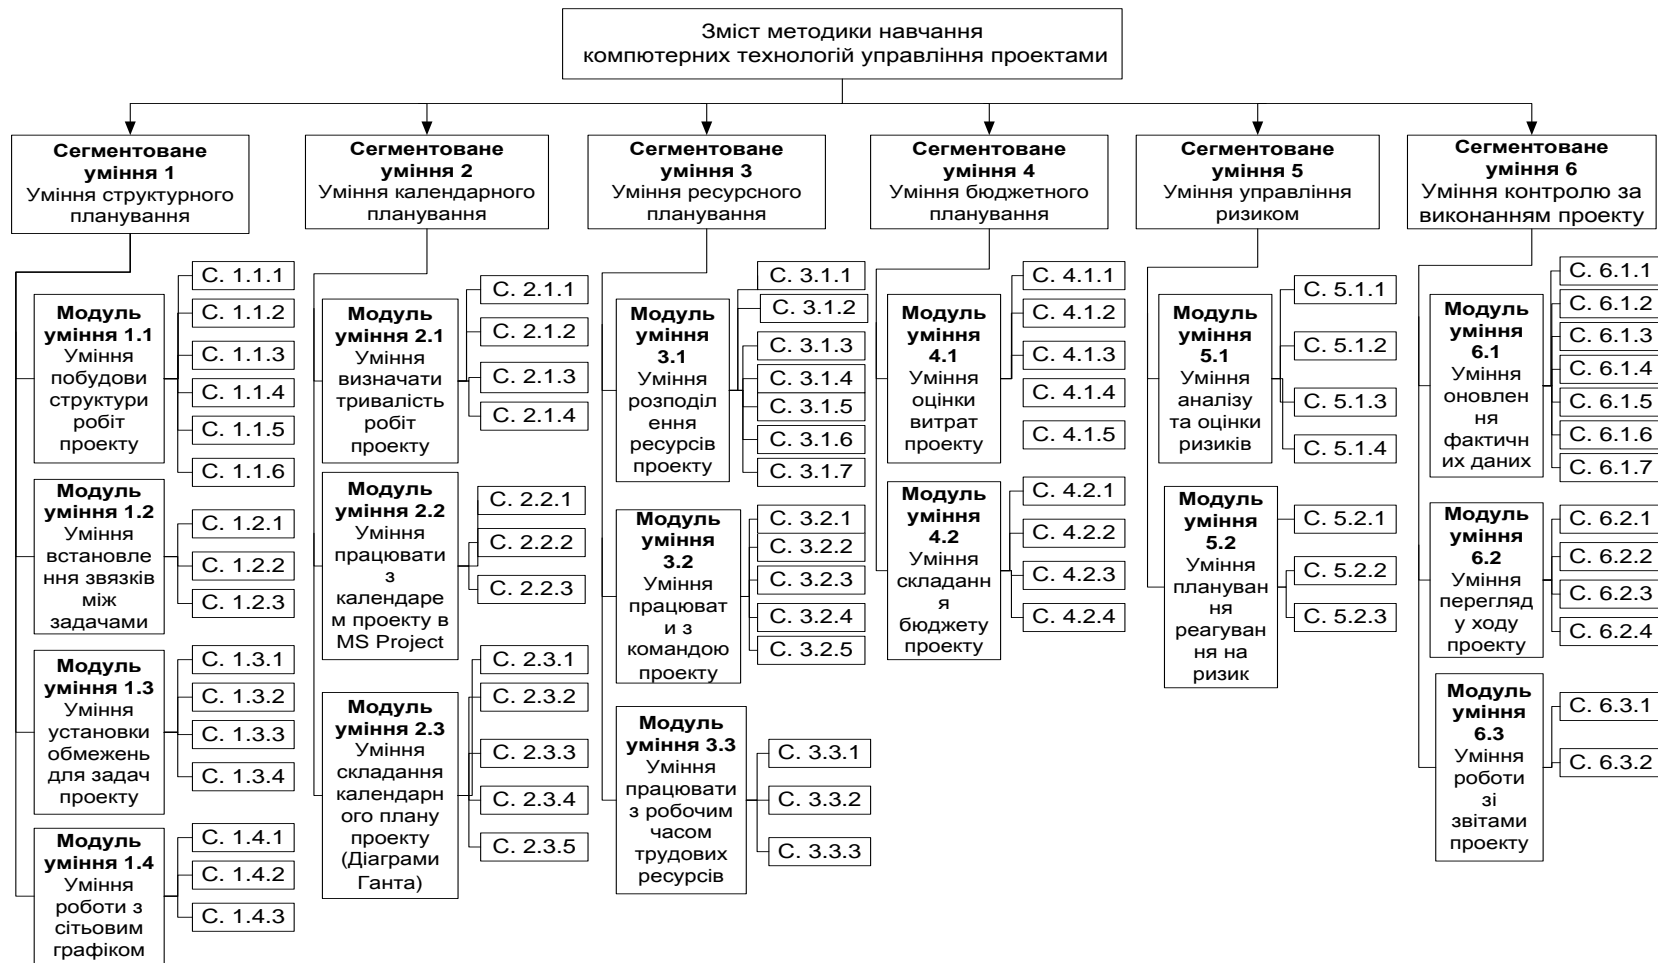 Зміст методики навчання
компютерних технологій управління проектами
Сегментоване
уміння 1
Уміння структурного
планування
Сегментоване
уміння 2
Уміння календарного
планування
Сегментоване
уміння 3
Уміння ресурсного
планування
Сегментоване
уміння 4
Уміння бюджетного
планування
Сегментоване
уміння 5
Уміння управління
ризиком
Сегментоване
уміння 6
Уміння контролю за
виконанням проекту
Модуль
уміння 1.1
Уміння
побудови
структури
робіт
проекту
С. 1.1.1
С. 1.1.2
С. 1.1.3
С. 1.1.4
С. 1.1.5
С. 1.1.6
Модуль
уміння 1.2
Уміння
встановле
ння звязків
між
задачами
С. 1.2.1
С. 1.2.2
С. 1.2.3
Модуль
уміння 1.3
Уміння
установки
обмежень
для задач
проекту
С. 1.3.1
С. 1.3.2
С. 1.3.3
С. 1.3.4
Модуль
уміння 1.4
Уміння
роботи з
сітьовим
графіком
С. 1.4.1
С. 1.4.2
С. 1.4.3
Модуль
уміння 2.1
Уміння
визначати
тривалість
робіт
проекту
С. 2.1.1
С. 2.1.2
С. 2.1.3
С. 2.1.4
Модуль
уміння 2.2
Уміння
працювати
з
календаре
м проекту в
MS Project
С. 2.2.1
С. 2.2.2
С. 2.2.3
Модуль
уміння 2.3
Уміння
складання
календарн
ого плану
проекту
(Діаграми
Ганта)
С. 2.3.1
С. 2.3.2
С. 2.3.3
С. 2.3.4
С. 2.3.5
Модуль
уміння
3.1
Уміння
розподіл
ення
ресурсів
проекту
С. 3.1.1
С. 3.1.2
С. 3.1.3
С. 3.1.4
С. 3.1.5
С. 3.1.6
С. 3.1.7
Модуль
уміння
3.2
Уміння
працюват
и з
командою
проекту
С. 3.2.1
С. 3.2.2
С. 3.2.3
С. 3.2.4
С. 3.2.5
Модуль
уміння 3.3
Уміння
працювати
з робочим
часом
трудових
ресурсів
С. 3.3.1
С. 3.3.2
С. 3.3.3
Модуль
уміння
4.1
Уміння
оцінки
витрат
проекту
С. 4.1.1
С. 4.1.2
С. 4.1.3
С. 4.1.4
С. 4.1.5
Модуль
уміння
4.2
Уміння
складанн
я
бюджету
проекту
С. 4.2.1
С. 4.2.2
С. 4.2.3
С. 4.2.4
Модуль
уміння
5.1
Уміння
аналізу
та оцінки
ризиків
С. 5.1.1
С. 5.1.2
С. 5.1.3
С. 5.1.4
Модуль
уміння
5.2
Уміння
плануван
ня
реагуван
ня на
ризик
С. 5.2.1
С. 5.2.2
С. 5.2.3
Модуль
уміння
6.1
Уміння
оновлен
ня
фактичн
их даних
С. 6.1.1
С. 6.1.2
С. 6.1.3
С. 6.1.4
С. 6.1.5
С. 6.1.6
С. 6.1.7
Модуль
уміння
6.2
Уміння
перегляд
у ходу
проекту
С. 6.2.1
С. 6.2.2
С. 6.2.3
С. 6.2.4
Модуль
уміння
6.3
Уміння
роботи
зі
звітами
проекту
С. 6.3.1
С. 6.3.2